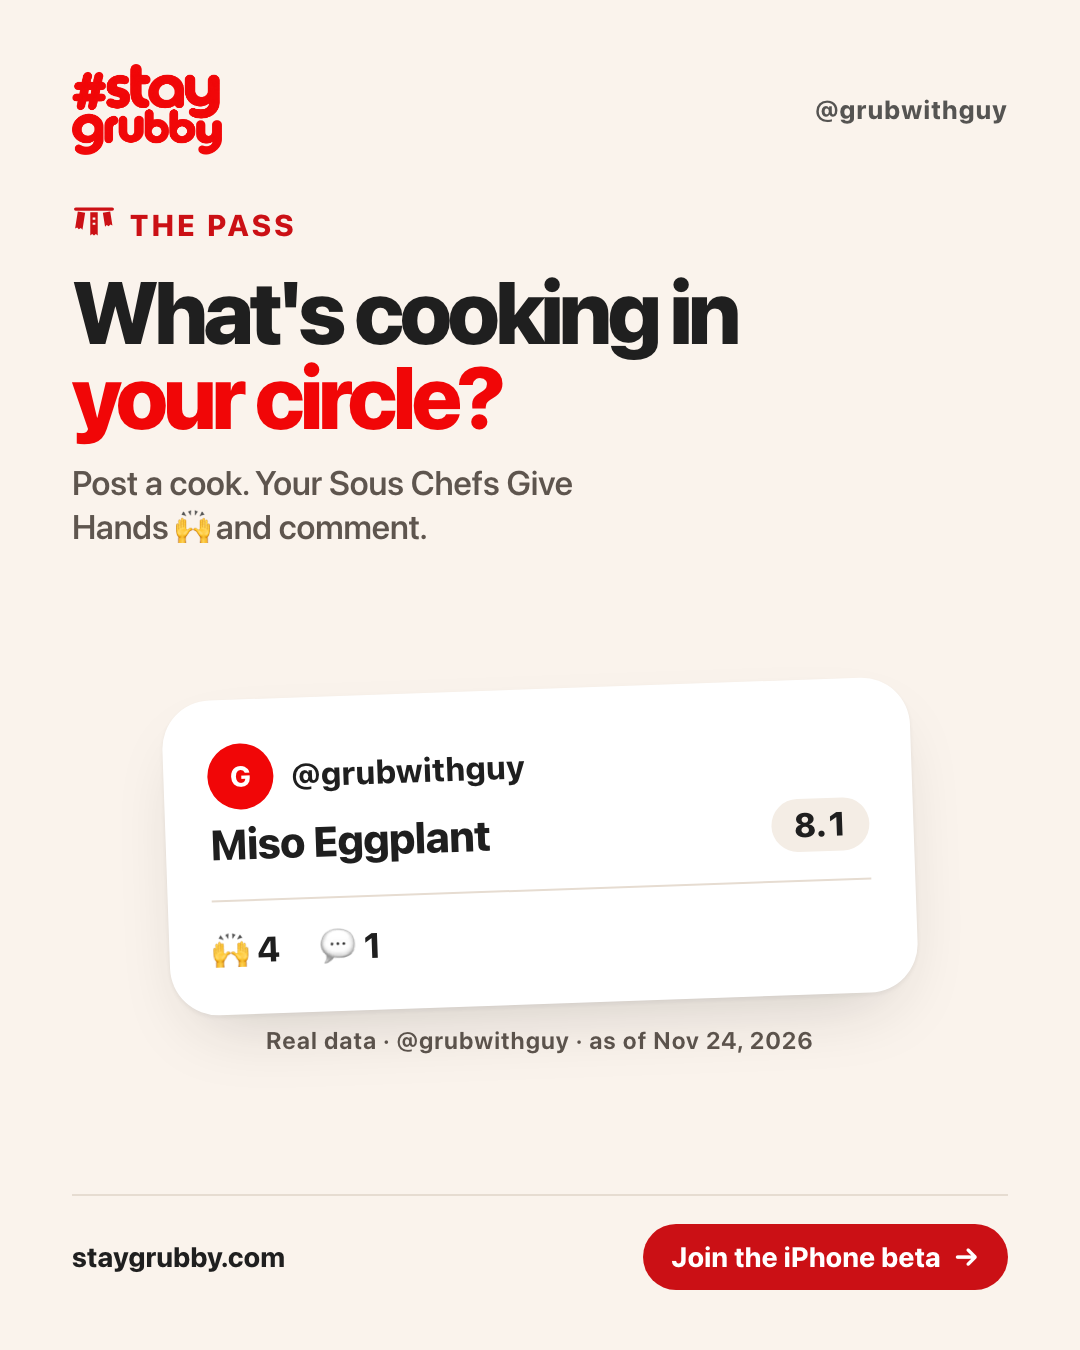 #stay
grubby
@grubwithguy
THE PASS
What's cooking in
your circle?
Post a cook. Your Sous Chefs Give
Hands 🙌 and comment.
G @grubwithguy
Miso Eggplant
8.1
🙌 4 💬 1
Real data · @grubwithguy · as of Nov 24, 2026
staygrubby.com
Join the iPhone beta →